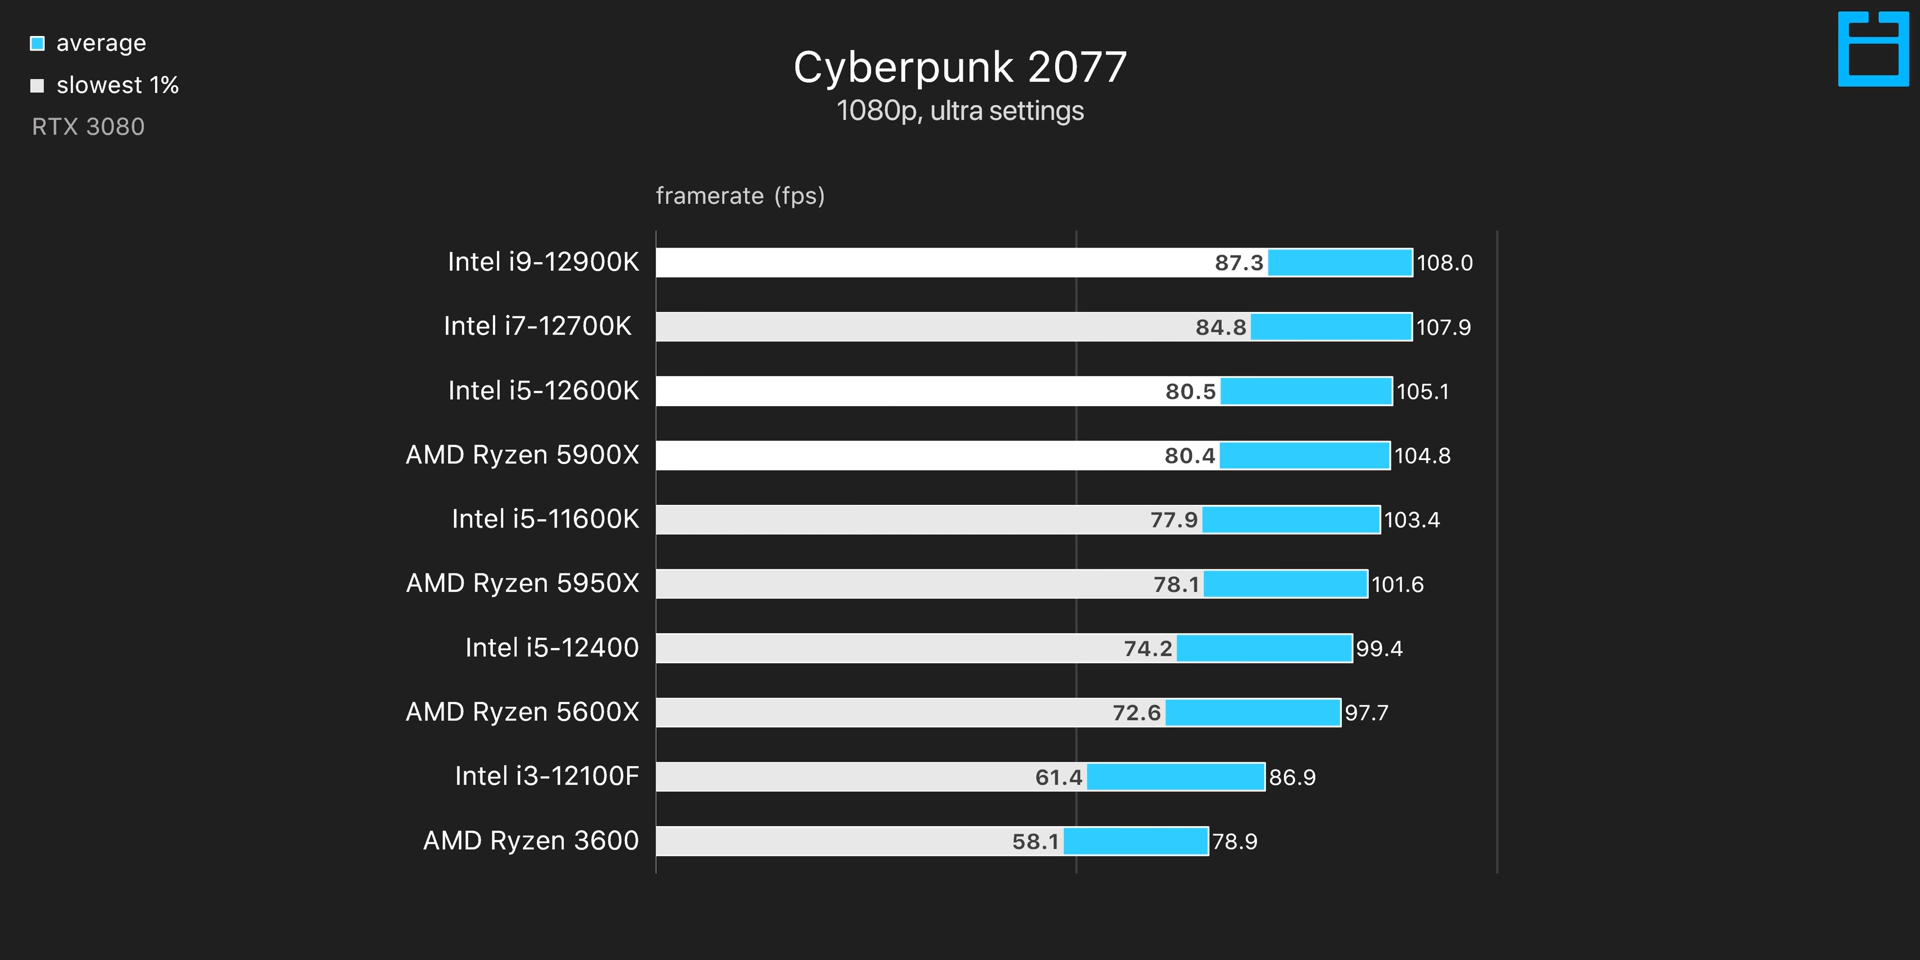 average
slowest 1%
RTX 3080
Cyberpunk 2077
1080p, ultra settings
framerate (fps)
Intel i9-12900K 87.3 108.0
Intel i7-12700K 84.8 107.9
Intel i5-12600K 80.5 105.1
AMD Ryzen 5900X 80.4 104.8
Intel i5-11600K 77.9 103.4
AMD Ryzen 5950X 78.1 101.6
Intel i5-12400 74.2 99.4
AMD Ryzen 5600X 72.6 97.7
Intel i3-12100F 61.4 86.9
AMD Ryzen 3600 58.1 78.9